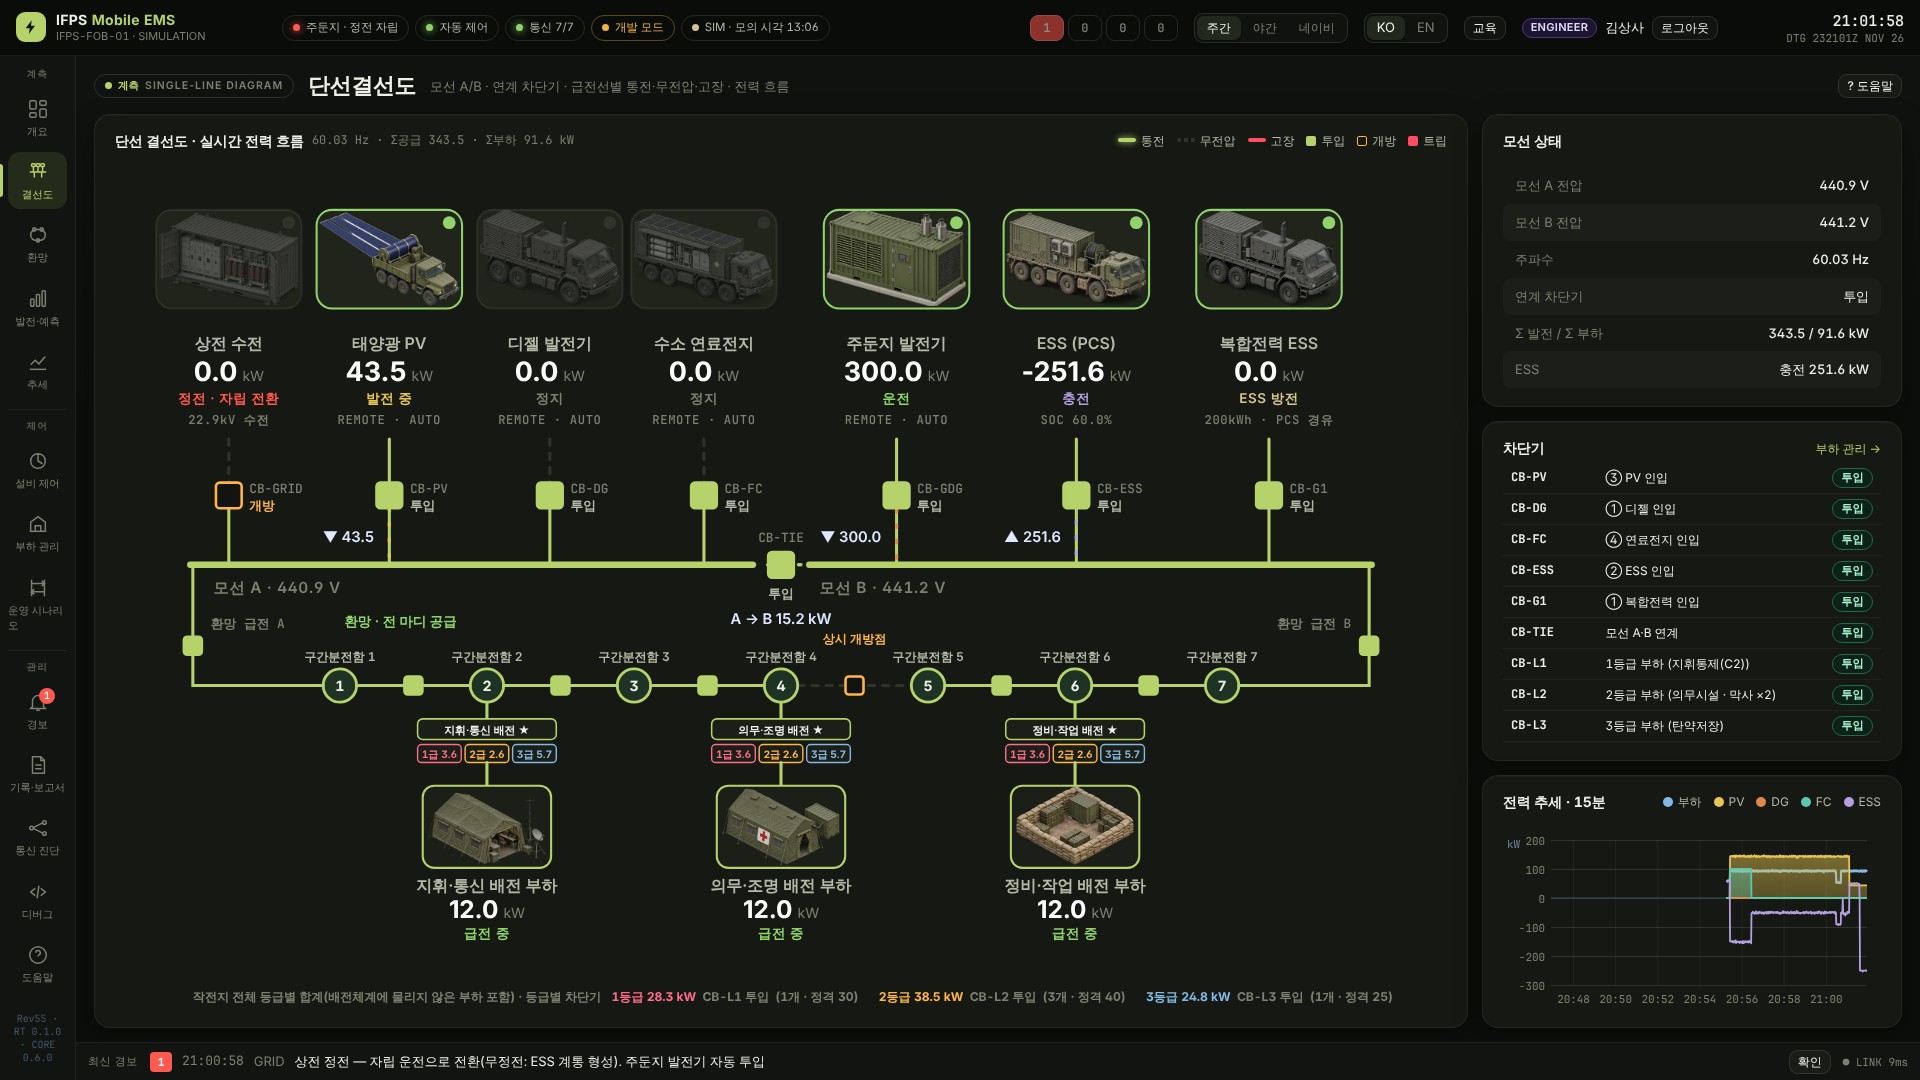 IFPS Mobile EMS
IFPS-FOB-01 · SIMULATION
주둔지 · 정전 자립
자동 제어
통신 7/7
개발 모드
SIM · 모의 시각 13:06
1 0 0 0
주간 야간 네이비
KO EN
교육
ENGINEER 김상사 로그아웃
21:01:58
DTG 232101Z NOV 26
계측
개요
결선도
환망
발전·예측
추세
제어
설비 제어
부하 관리
운영 시나리오
관리
경보
1
기록·보고서
통신 진단
디버그
도움말
RevS5 ·
RT 0.1.0
· CORE
0.6.0
계측 SINGLE-LINE DIAGRAM
단선결선도
모선 A/B · 연계 차단기 · 급전선별 통전·무전압·고장 · 전력 흐름
? 도움말
단선 결선도 · 실시간 전력 흐름
60.03 Hz · Σ공급 343.5 · Σ부하 91.6 kW
통전 무전압 고장 투입 개방 트립
상전 수전
0.0 kW
정전 · 자립 전환
22.9kV 수전
태양광 PV
43.5 kW
발전 중
REMOTE · AUTO
디젤 발전기
0.0 kW
정지
REMOTE · AUTO
수소 연료전지
0.0 kW
정지
REMOTE · AUTO
주둔지 발전기
300.0 kW
운전
REMOTE · AUTO
ESS (PCS)
-251.6 kW
충전
SOC 60.0%
복합전력 ESS
0.0 kW
ESS 방전
200kWh · PCS 경유
CB-GRID
개방
CB-PV
투입
CB-DG
투입
CB-FC
투입
CB-GDG
투입
CB-ESS
투입
CB-G1
투입
▼ 43.5
CB-TIE
▼ 300.0
▲ 251.6
모선 A · 440.9 V
투입
모선 B · 441.2 V
환망 급전 A
환망 · 전 마디 공급
A → B 15.2 kW
환망 급전 B
상시 개방점
구간분전함 1
구간분전함 2
구간분전함 3
구간분전함 4
구간분전함 5
구간분전함 6
구간분전함 7
1 2 3 4 5 6 7
지휘·통신 배전 ★
1급 3.6 2급 2.6 3급 5.7
의무·조명 배전 ★
1급 3.6 2급 2.6 3급 5.7
정비·작업 배전 ★
1급 3.6 2급 2.6 3급 5.7
지휘·통신 배전 부하
12.0 kW
급전 중
의무·조명 배전 부하
12.0 kW
급전 중
정비·작업 배전 부하
12.0 kW
급전 중
작전지 전체 등급별 합계(배전체계에 물리지 않은 부하 포함) · 등급별 차단기 1등급 28.3 kW CB-L1 투입 (1개 · 정격 30) 2등급 38.5 kW CB-L2 투입 (3개 · 정격 40) 3등급 24.8 kW CB-L3 투입 (1개 · 정격 25)
모선 상태
모선 A 전압 440.9 V
모선 B 전압 441.2 V
주파수 60.03 Hz
연계 차단기 투입
Σ 발전 / Σ 부하 343.5 / 91.6 kW
ESS 충전 251.6 kW
차단기
부하 관리 →
CB-PV ③ PV 인입 투입
CB-DG ① 디젤 인입 투입
CB-FC ④ 연료전지 인입 투입
CB-ESS ② ESS 인입 투입
CB-G1 ① 복합전력 인입 투입
CB-TIE 모선 A·B 연계 투입
CB-L1 1등급 부하 (지휘통제(C2)) 투입
CB-L2 2등급 부하 (의무시설 · 막사 ×2) 투입
CB-L3 3등급 부하 (탄약저장) 투입
전력 추세 · 15분
부하 PV DG FC ESS
kW
200
100
0
-100
-200
-300
20:48 20:50 20:52 20:54 20:56 20:58 21:00
최신 경보 1 21:00:58 GRID 상전 정전 — 자립 운전으로 전환(무정전: ESS 계통 형성). 주둔지 발전기 자동 투입
확인
LINK 9ms